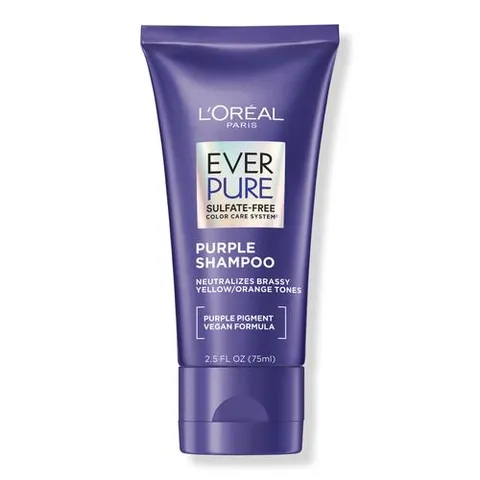 L'ORÉAL
PARIS
EVER
PURE
SULFATE-FREE
COLOR CARE SYSTEM†
PURPLE
SHAMPOO
NEUTRALIZES BRASSY
YELLOW/ORANGE TONES
PURPLE PIGMENT
VEGAN FORMULA
2.5 FL OZ (75ml)